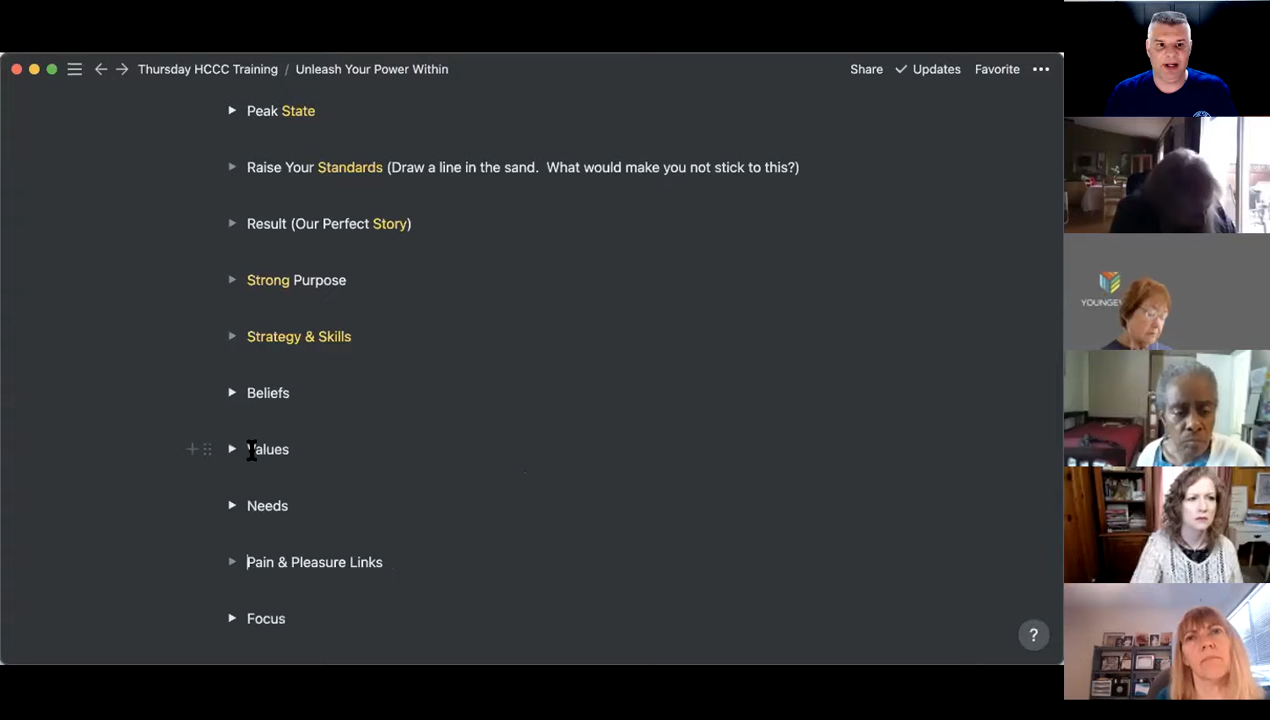 Thursday HCCC Training / Unleash Your Power Within
Share ✓ Updates Favorite •••
Peak State
Raise Your Standards (Draw a line in the sand. What would make you not stick to this?)
Result (Our Perfect Story)
Strong Purpose
Strategy & Skills
Beliefs
Values
Needs
Pain & Pleasure Links
Focus
?